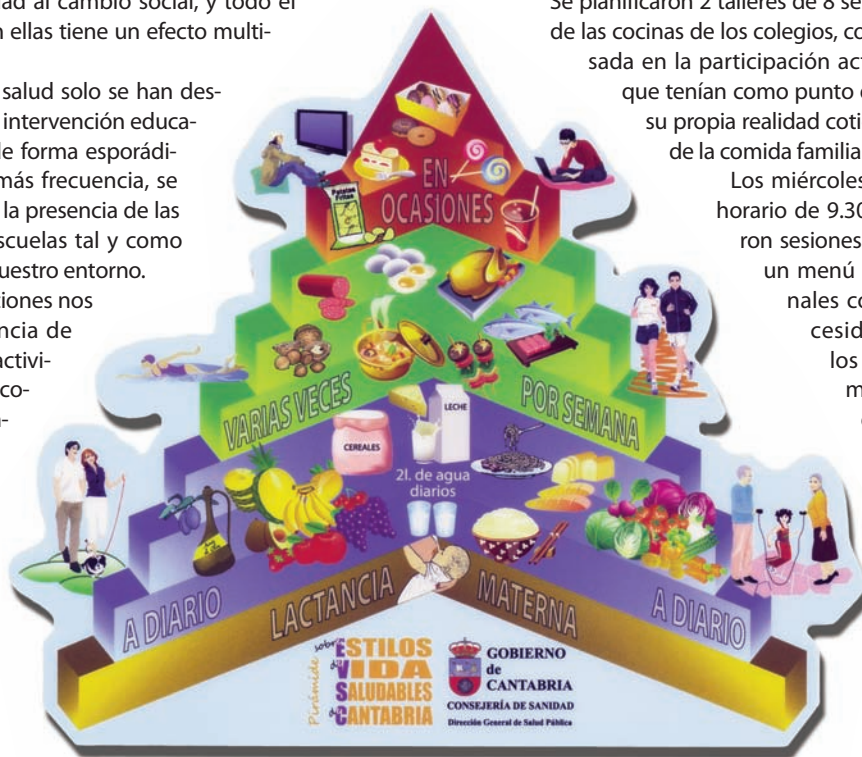 dad al cambio social, y todo el
ellas tiene un efecto multi-
salud solo se han des-
intervención educa-
e forma esporádi-
más frecuencia, se
la presencia de las
scuelas tal y como
uestro entorno.
ciones nos
ncia de
activi-
co-
Se planificaron 2 talleres de 8 se
de las cocinas de los colegios, co
sada en la participación act
que tenían como punto
su propia realidad coti
de la comida familia
Los miércoles
horario de 9.30
ron sesiones
un menú
nales co
cesid
los
m
EN
OCASIONES
Patatas
Fritas
VARIAS VECES
POR SEMANA
LECHE
CEREALES
2l. de agua
diarios
A DIARIO
LACTANCIA
MATERNA
A DIARIO
Pirámide sobre
ESTILOS
de VIDA
SALUDABLES
de CANTABRIA
GOBIERNO
de
CANTABRIA
CONSEJERÍA DE SANIDAD
Dirección General de Salud Pública